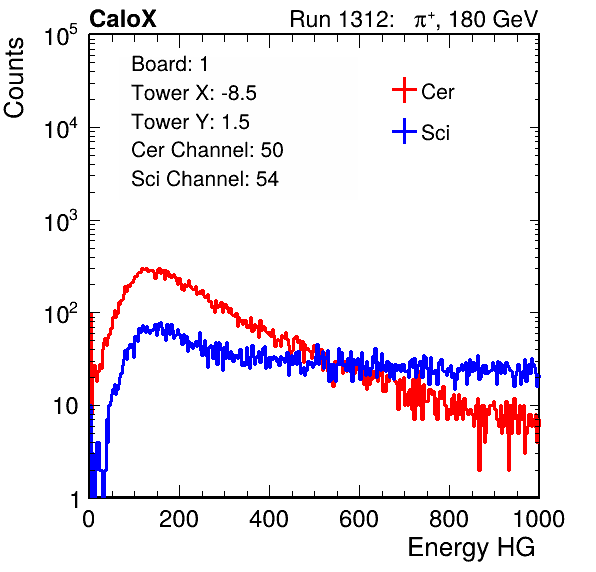 CaloX Run 1312: π⁺, 180 GeV
Board: 1
Tower X: -8.5
Tower Y: 1.5
Cer Channel: 50
Sci Channel: 54
Cer
Sci
Counts
10⁵
10⁴
10³
10²
10
1
0 200 400 600 800 1000
Energy HG